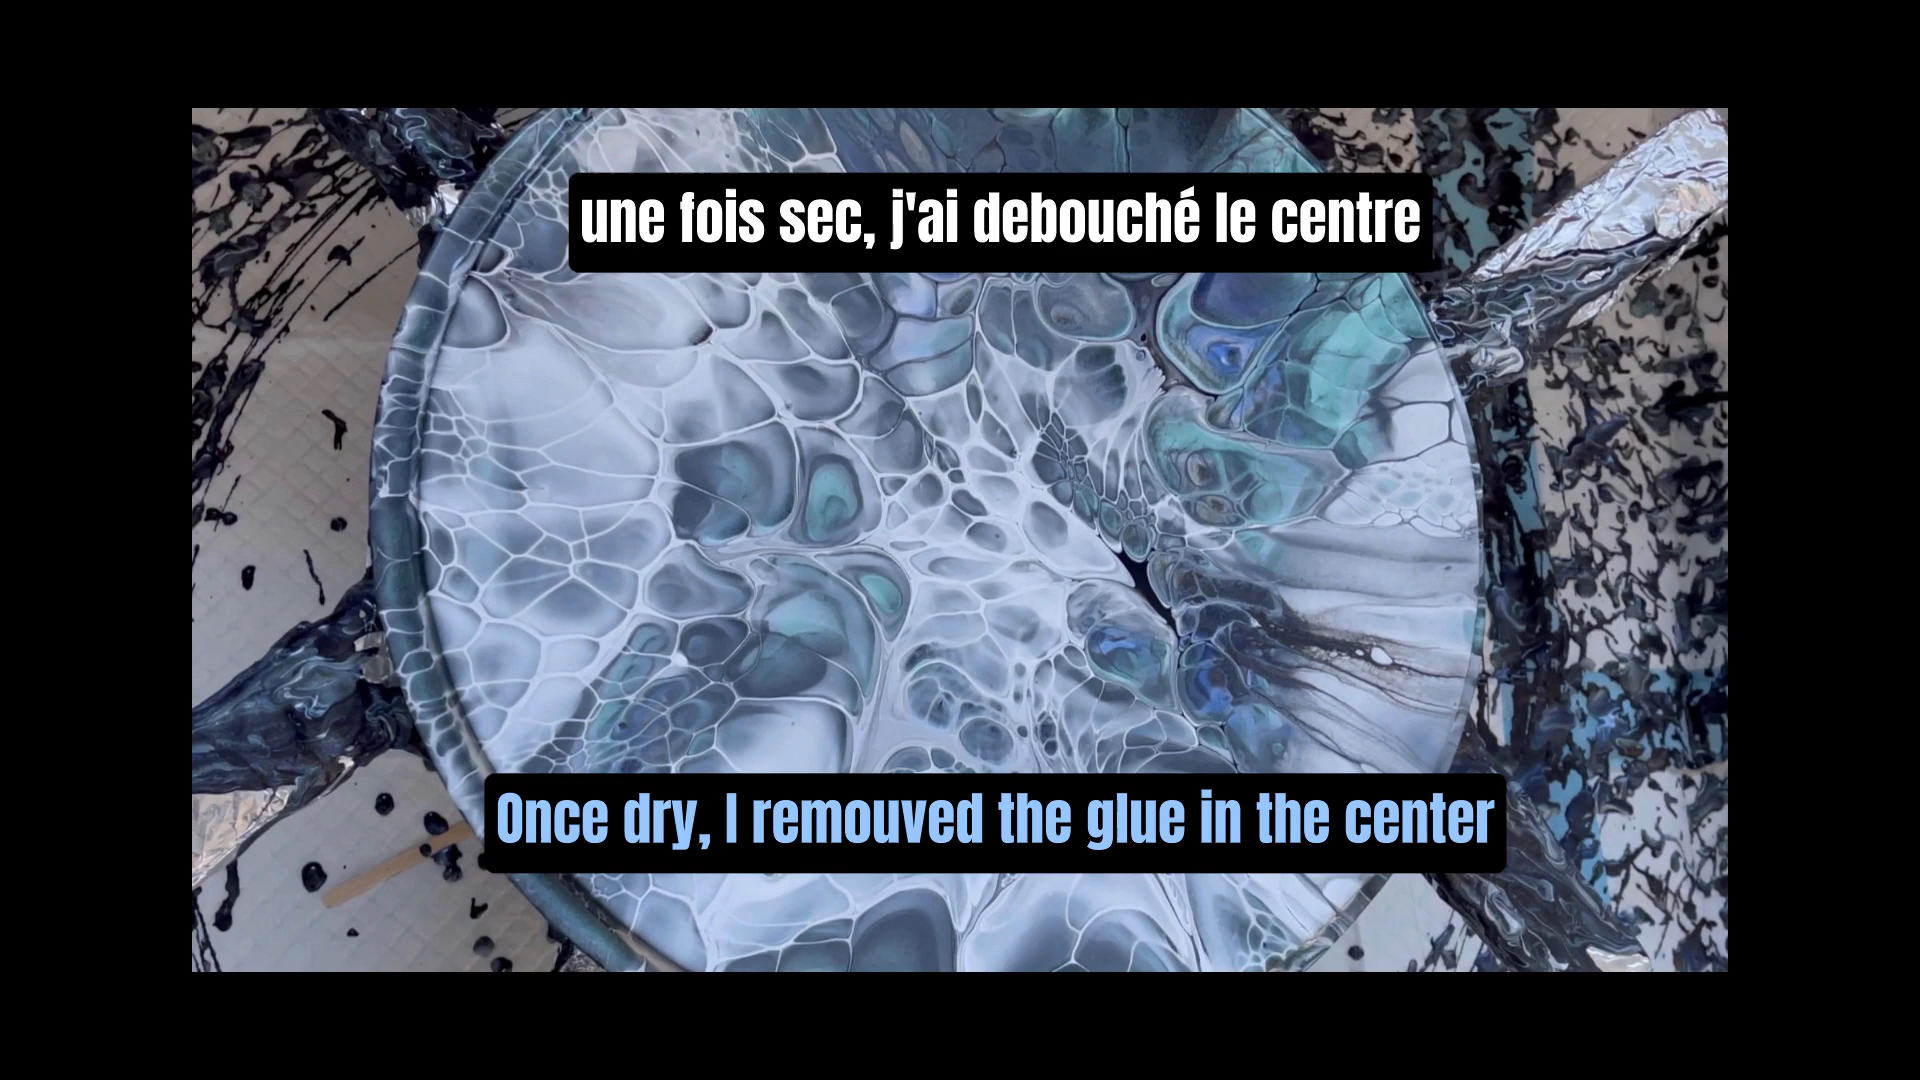 une fois sec, j'ai debouché le centre
Once dry, I remouved the glue in the center